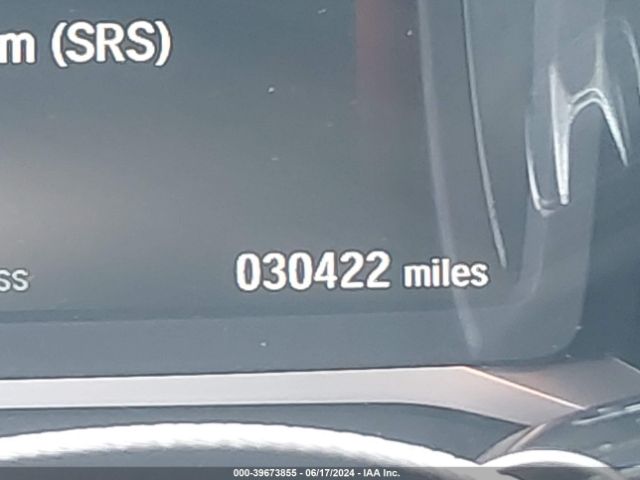 m (SRS)
ss
030422 miles
000-39673855 - 06/17/2024 - IAA Inc.